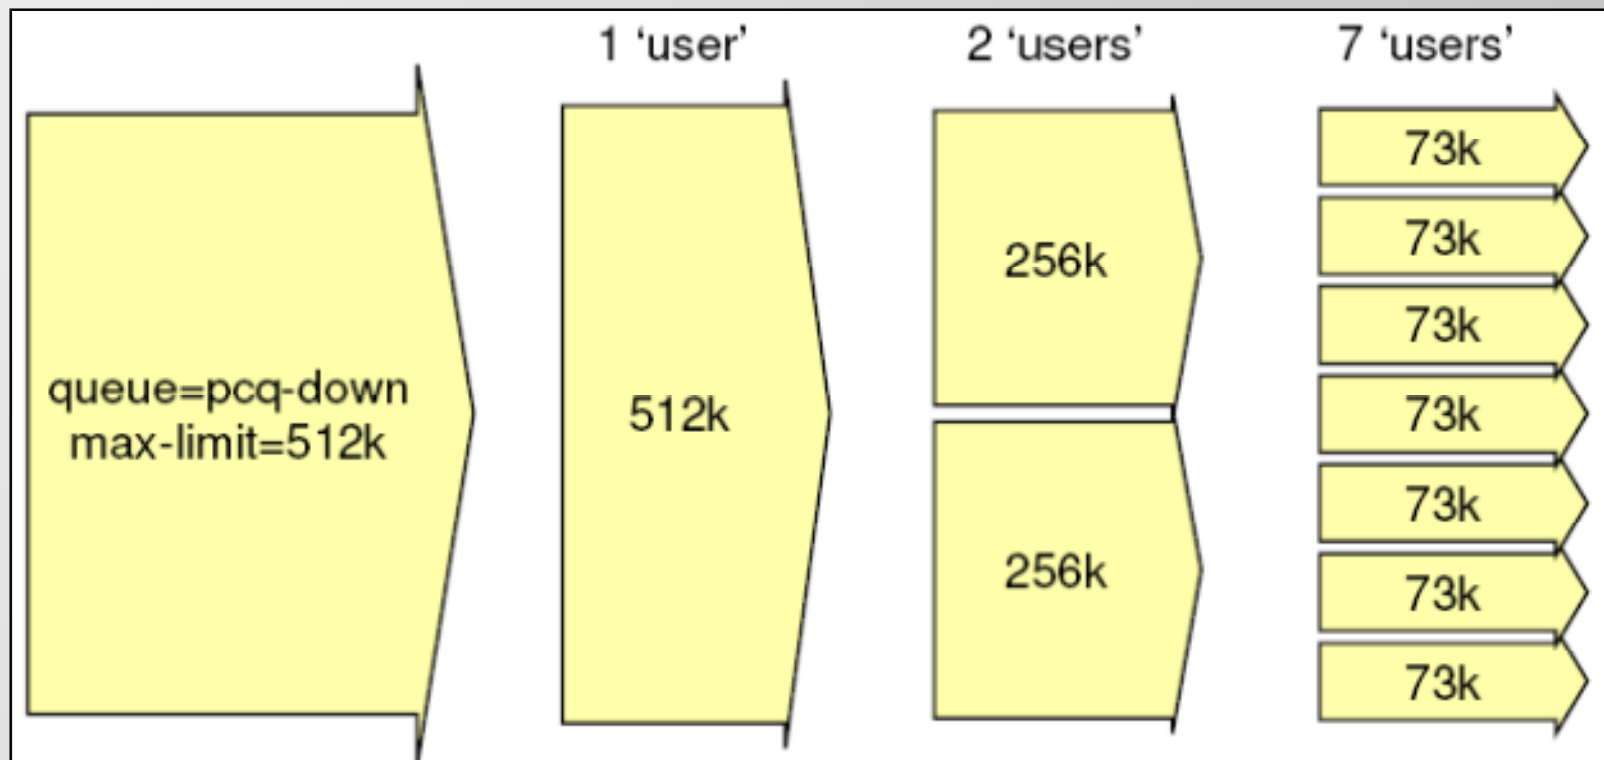 1 ‘user’
2 ‘users’
7 ‘users’
queue=pcq-down
max-limit=512k
512k
256k
256k
73k
73k
73k
73k
73k
73k
73k